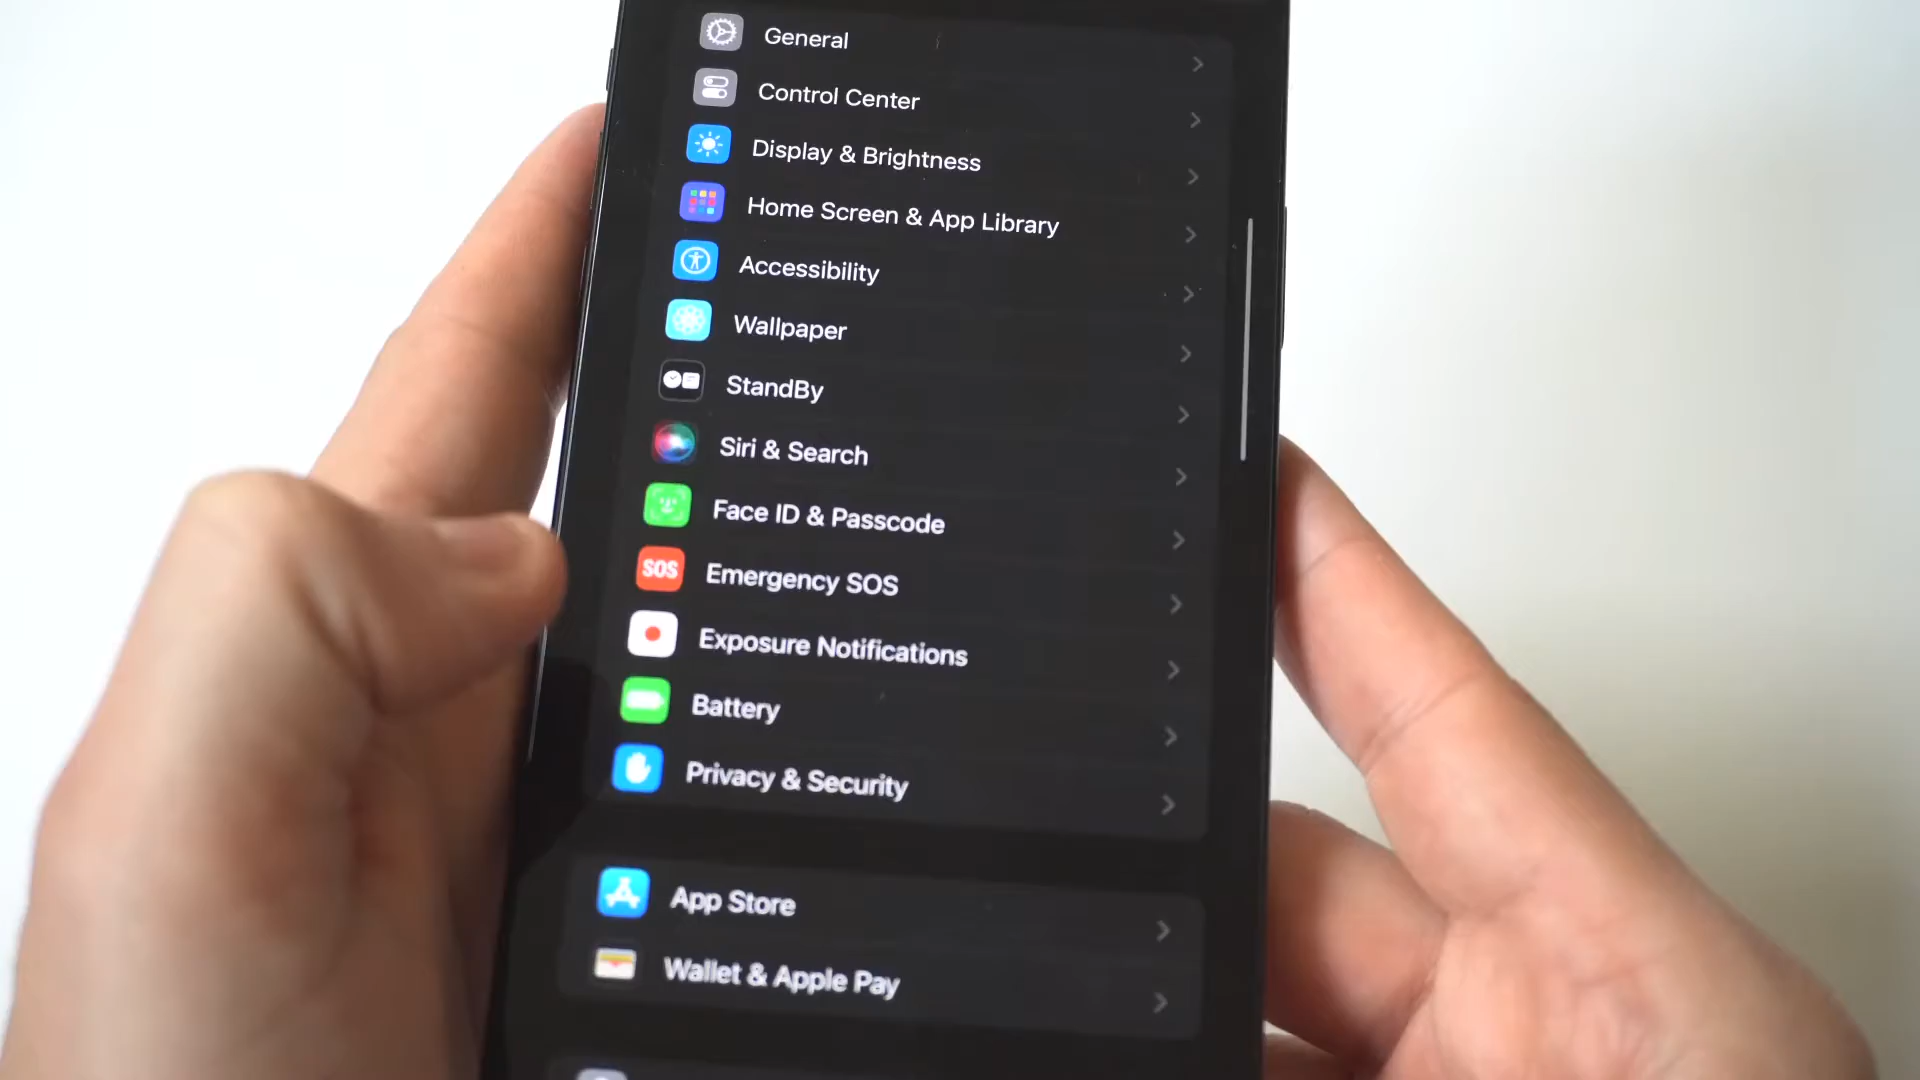 General
Control Center
Display & Brightness
Home Screen & App Library
Accessibility
Wallpaper
StandBy
Siri & Search
Face ID & Passcode
SOS Emergency SOS
Exposure Notifications
Battery
Privacy & Security
App Store
Wallet & Apple Pay